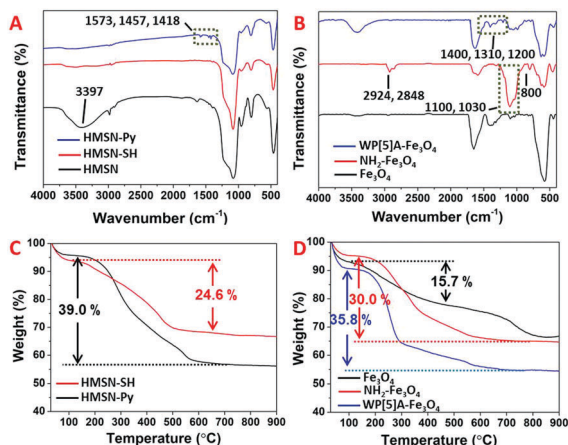 A
1573, 1457, 1418
3397
HMSN-Py
HMSN-SH
HMSN
Transmittance (%)
4000 3500 3000 2500 2000 1500 1000 500
Wavenumber (cm⁻¹)
B
1400, 1310, 1200
2924, 2848
800
1100, 1030
WP[5]A-Fe₃O₄
NH₂-Fe₃O₄
Fe₃O₄
Transmittance (%)
4000 3500 3000 2500 2000 1500 1000 500
Wavenumber (cm⁻¹)
C
100
90
80
70
60
50
40
Weight (%)
39.0 %
24.6 %
HMSN-SH
HMSN-Py
100 200 300 400 500 600 700 800 900
Temperature (°C)
D
100
90
80
70
60
50
40
Weight (%)
15.7 %
30.0 %
35.8 %
Fe₃O₄
NH₂-Fe₃O₄
WP[5]A-Fe₃O₄
100 200 300 400 500 600 700 800 900
Temperature (°C)